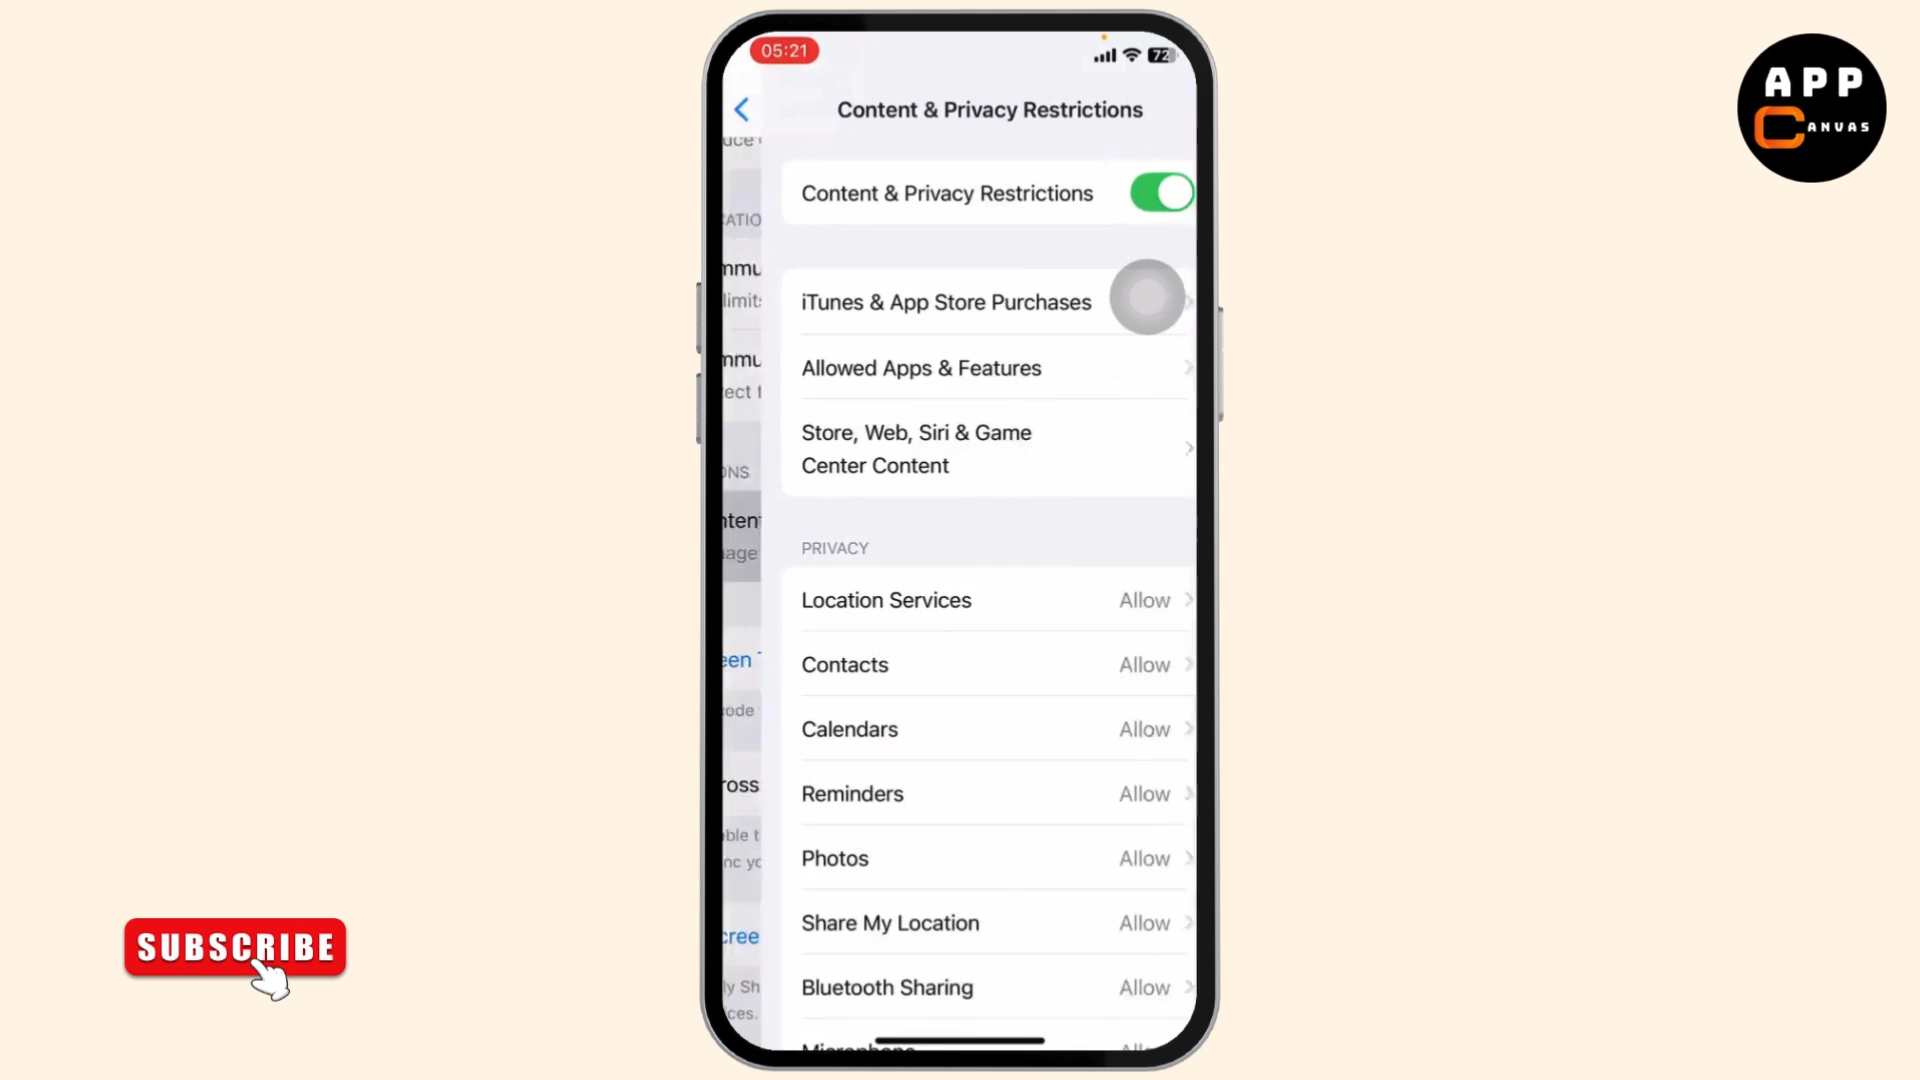 05:21
72
APP
CANVAS
Content & Privacy Restrictions
Content & Privacy Restrictions
iTunes & App Store Purchases
Allowed Apps & Features
Store, Web, Siri & Game
Center Content
PRIVACY
Location Services Allow
Contacts Allow
Calendars Allow
Reminders Allow
Photos Allow
Share My Location Allow
Bluetooth Sharing Allow
SUBSCRIBE